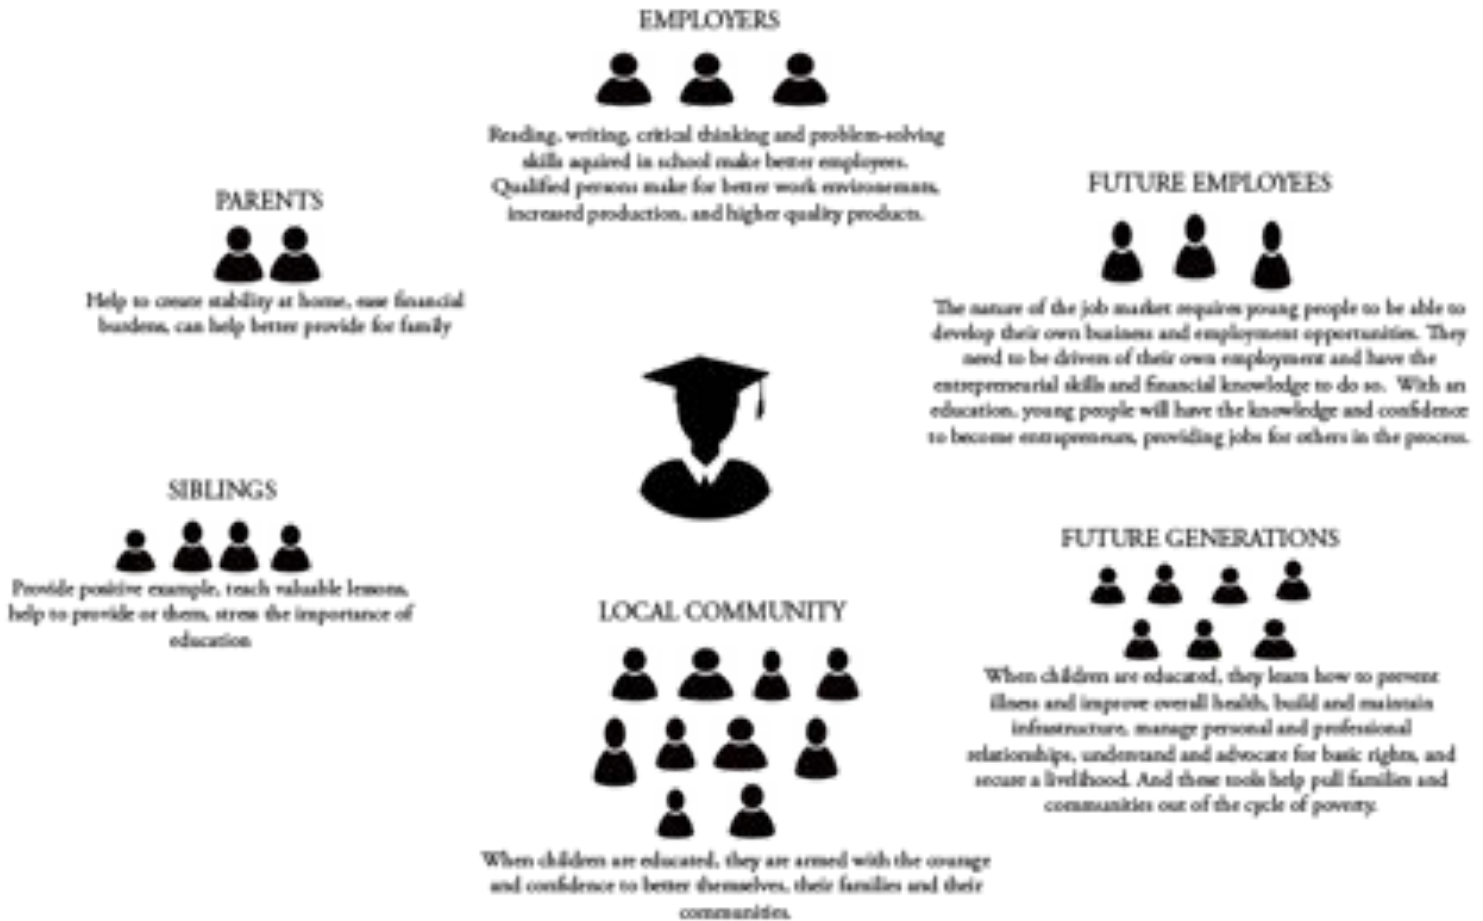 EMPLOYERS
Reading, writing, critical thinking and problem-solving
skills aquired in school make better employees.
Qualified persons make for better work environemnts,
increased production, and higher quality products.
PARENTS
Help to create stability at home, ease financial
burdens, can help better provide for family
FUTURE EMPLOYEES
The nature of the job market requires young people to be able to
develop their own business and employment opportunities. They
need to be drivers of their own employment and have the
entrepreneurial skills and financial knowledge to do so. With an
education, young people will have the knowledge and confidence
to become entrapreneurs, providing jobs for others in the process.
SIBLINGS
Provide positive example, teach valuable lessons,
help to provide or them, stress the importance of
education
FUTURE GENERATIONS
When children are educated, they learn how to prevent
illness and improve overall health, build and maintain
infrastructure, manage personal and professional
relationships, understand and advocate for basic rights, and
secure a livelihood. And these tools help pull families and
communities out of the cycle of poverty.
LOCAL COMMUNITY
When children are educated, they are armed with the courage
and confidence to better themselves, their families and their
communities.